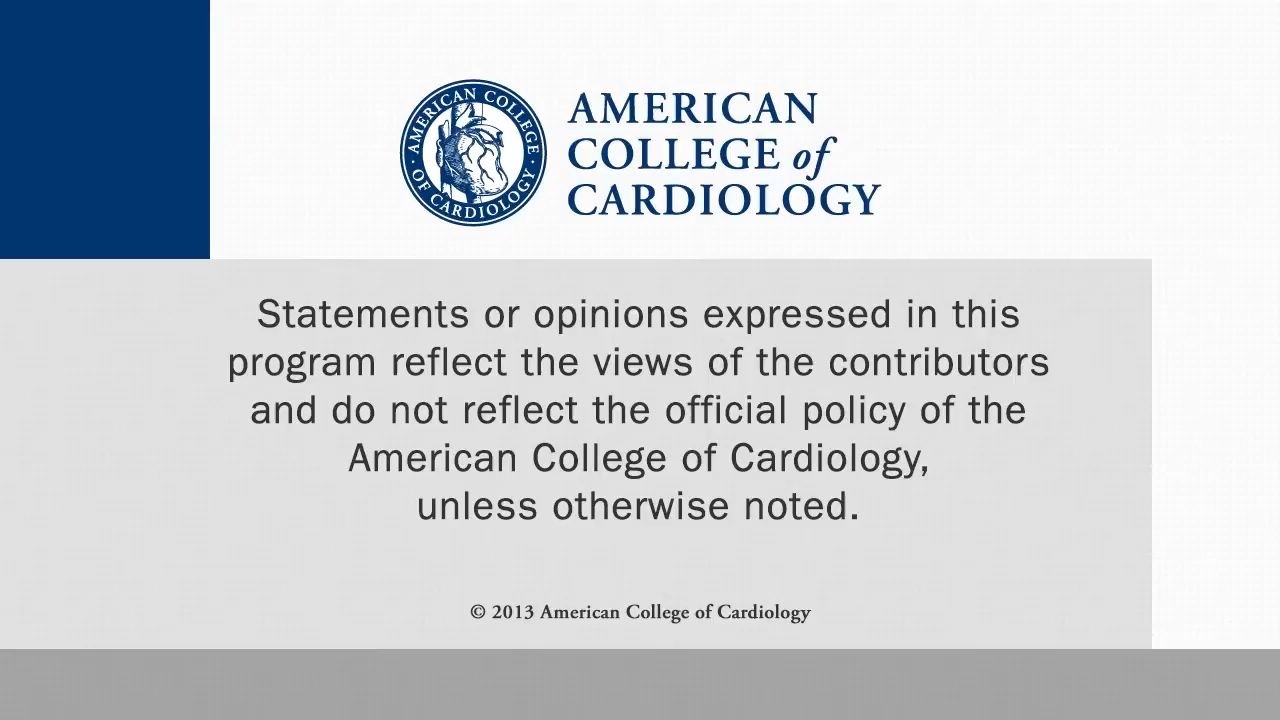 AMERICAN COLLEGE
OF CARDIOLOGY
AMERICAN
COLLEGE of
CARDIOLOGY
Statements or opinions expressed in this
program reflect the views of the contributors
and do not reflect the official policy of the
American College of Cardiology,
unless otherwise noted.
© 2013 American College of Cardiology